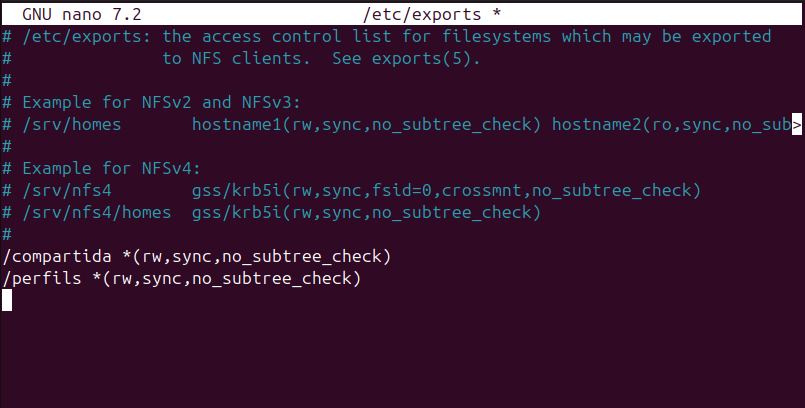 GNU nano 7.2 /etc/exports *
# /etc/exports: the access control list for filesystems which may be exported
# to NFS clients. See exports(5).
#
# Example for NFSv2 and NFSv3:
# /srv/homes hostname1(rw,sync,no_subtree_check) hostname2(ro,sync,no_sub>
#
# Example for NFSv4:
# /srv/nfs4 gss/krb5i(rw,sync,fsid=0,crossmnt,no_subtree_check)
# /srv/nfs4/homes gss/krb5i(rw,sync,no_subtree_check)
#
/compartida *(rw,sync,no_subtree_check)
/perfils *(rw,sync,no_subtree_check)